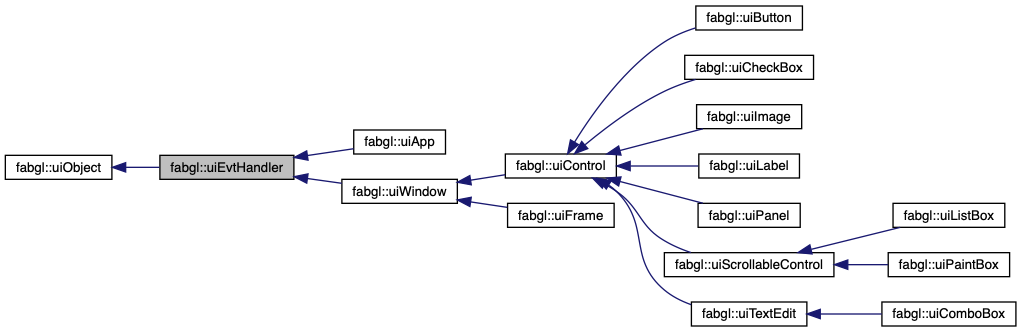 fabgl::uiButton
fabgl::uiCheckBox
fabgl::uiImage
fabgl::uiApp
fabgl::uiObject
fabgl::uiEvtHandler
fabgl::uiControl
fabgl::uiLabel
fabgl::uiWindow
fabgl::uiFrame
fabgl::uiPanel
fabgl::uiListBox
fabgl::uiScrollableControl
fabgl::uiPaintBox
fabgl::uiTextEdit
fabgl::uiComboBox